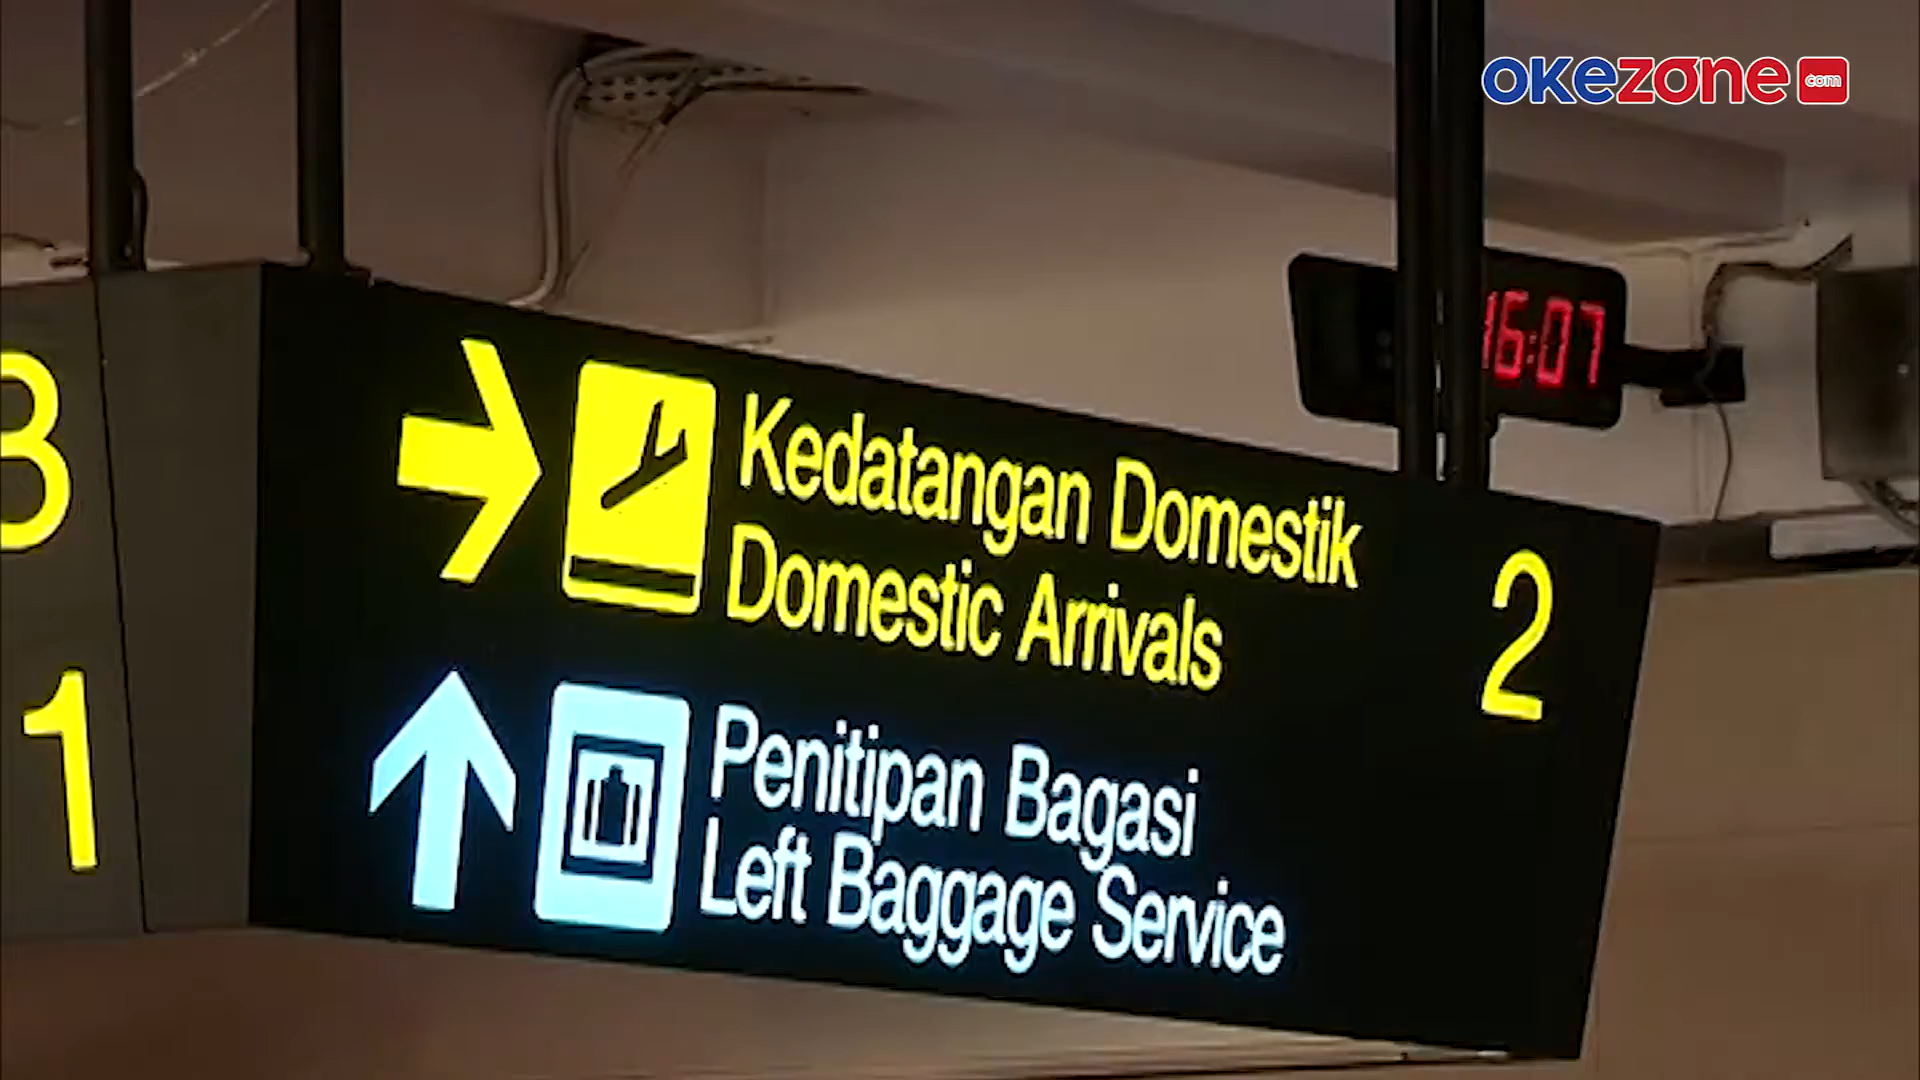 okezone.com
16:07
3
1
Kedatangan Domestik
Domestic Arrivals
2
Penitipan Bagasi
Left Baggage Service